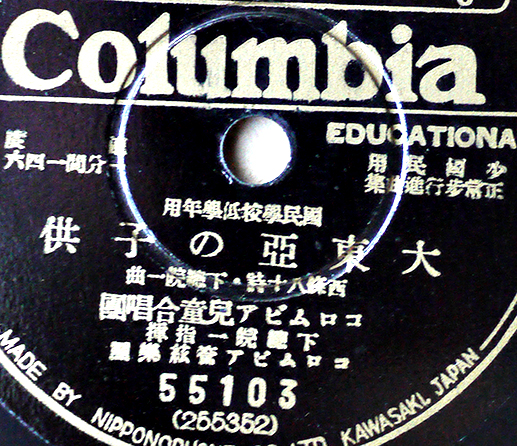 Columbia
EDUCATIONA
少國民用
正常歩行進曲集
一分間一四六
國民學校低學年用
大東亞の子供
西條八十詩・下總皖一曲
コロムビア兒童合唱團
下總皖一指揮
コロムビア管絃樂團
55103
(255352)
MADE BY NIPPONOPHONE LTD. KAWASAKI, JAPAN